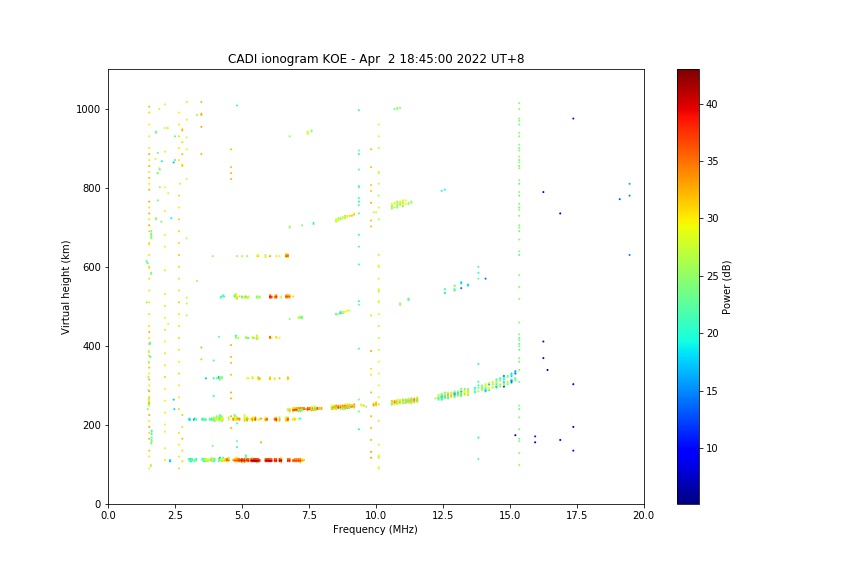 CADI ionogram KOE - Apr  2 18:45:00 2022 UT+8
1000
800
600
400
200
0
Virtual height (km)
0.0 2.5 5.0 7.5 10.0 12.5 15.0 17.5 20.0
Frequency (MHz)
40
35
30
25
20
15
10
Power (dB)